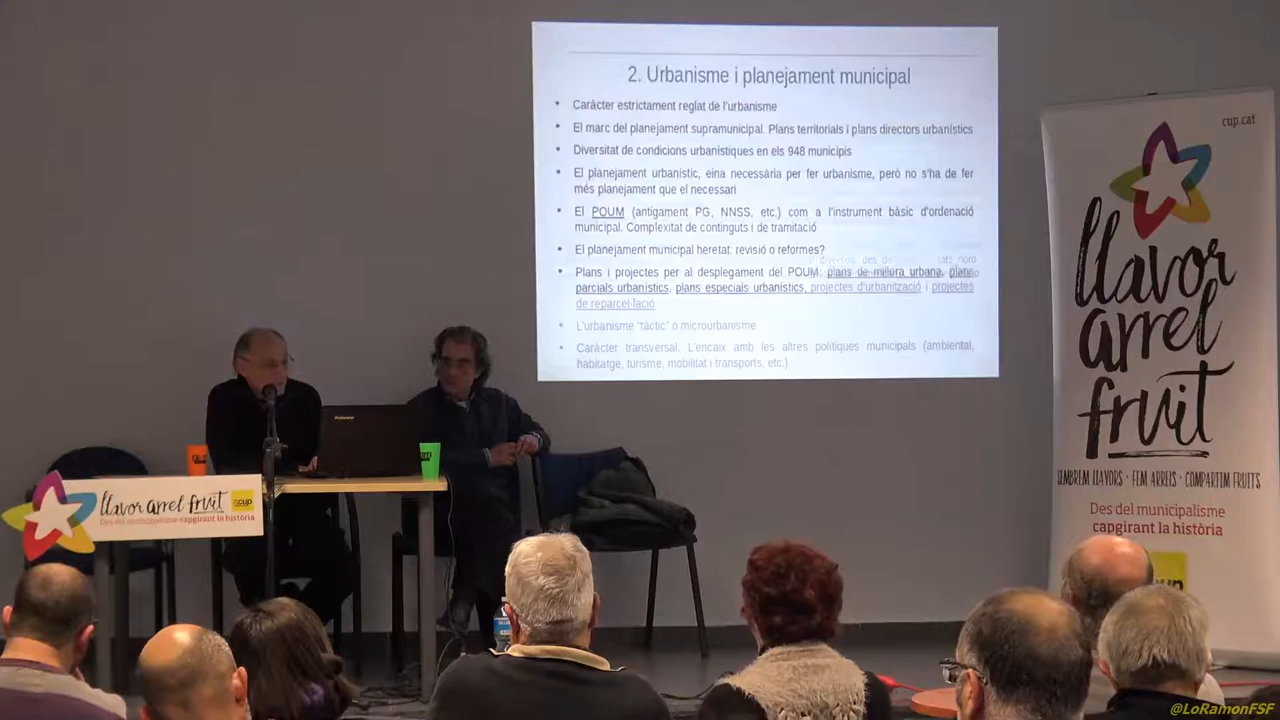 2. Urbanisme i planejament municipal
• Caràcter estrictament reglat de l'urbanisme
• El marc del planejament supramunicipal. Plans territorials i plans directors urbanístics
• Diversitat de condicions urbanístiques en els 948 municipis
• El planejament urbanístic, eina necessària per fer urbanisme, però no s'ha de fer
més planejament que el necessari
• El POUM (antigament PG, NNSS, etc.) com a l'instrument bàsic d'ordenació
municipal. Complexitat de continguts i de tramitació
• El planejament municipal heretat: revisió o reformes?
• Plans i projectes per al desplegament del POUM: plans de millora urbana, plans
parcials urbanístics, plans especials urbanístics, projectes d'urbanització i projectes
de reparcel·lació
• L'urbanisme "tàctic" o microurbanisme
• Caràcter transversal. L'encaix amb les altres polítiques municipals (ambiental,
habitatge, turisme, mobilitat i transports, etc.)
cup.cat
llavor
arrel
fruit
SEMBREM LLAVORS · FEM ARRELS · COMPARTIM FRUITS
Des del municipalisme
capgirant la història
lenovo
llavor arrel fruit
cup
Des del municipalisme capgirant la història
@LoRamonFSF